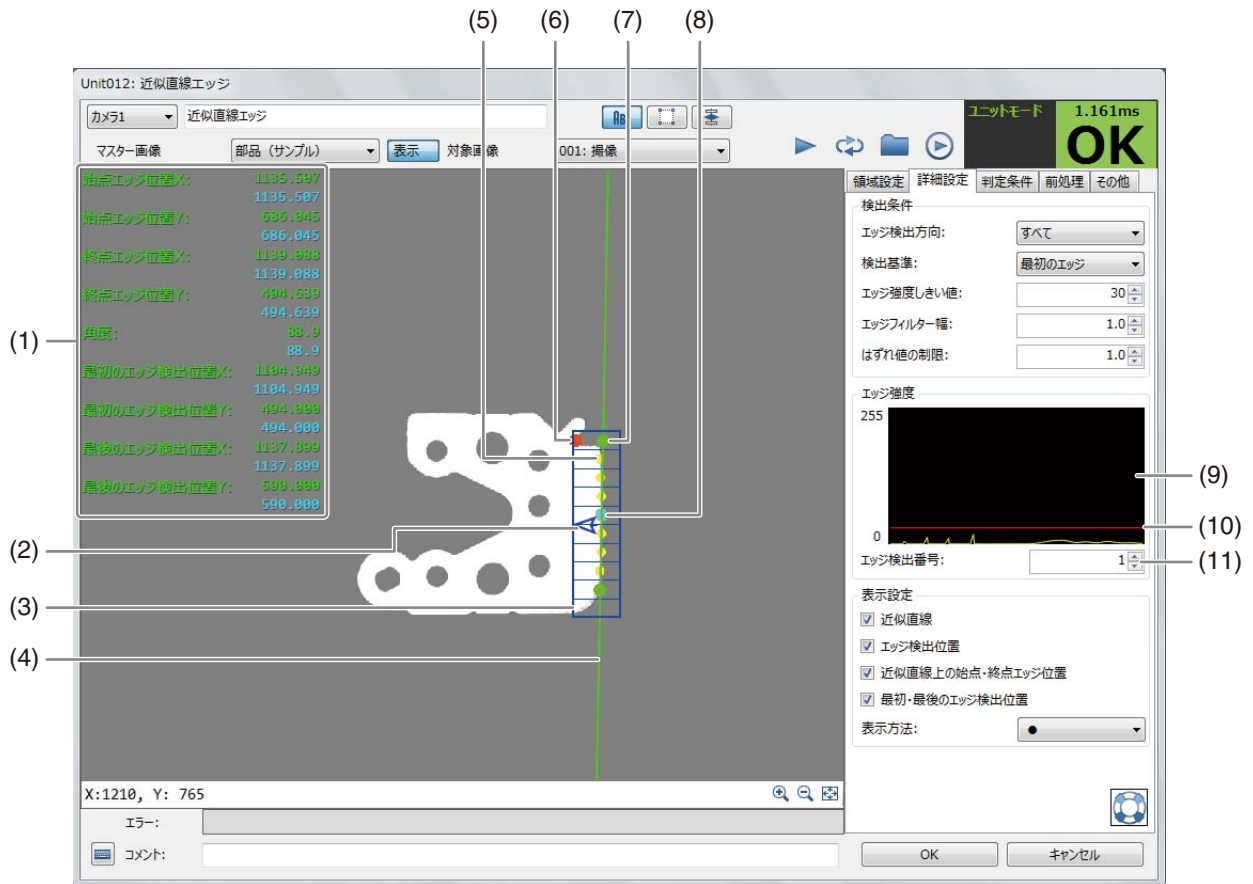 (5) (6) (7) (8)
Unit012: 近似直線エッジ
カメラ1 近似直線エッジ
ユニットモード 1.161ms
OK
マスター画像 部品（サンプル） 表示 対象画像 001: 撮像
始点エッジ位置X: 1135.507
1135.507
始点エッジ位置Y: 686.045
686.045
終点エッジ位置X: 1139.088
1139.088
終点エッジ位置Y: 494.639
494.639
角度: 88.9
88.9
最初のエッジ検出位置X: 1104.949
1104.949
最初のエッジ検出位置Y: 494.000
494.000
最後のエッジ検出位置X: 1137.899
1137.899
最後のエッジ検出位置Y: 590.000
590.000
(1)
(2)
(3)
(4)
領域設定 詳細設定 判定条件 前処理 その他
検出条件
エッジ検出方向: すべて
検出基準: 最初のエッジ
エッジ強度しきい値: 30
エッジフィルター幅: 1.0
はずれ値の制限: 1.0
エッジ強度
255
0
(9)
(10)
エッジ検出番号: 1
(11)
表示設定
近似直線
エッジ検出位置
近似直線上の始点・終点エッジ位置
最初・最後のエッジ検出位置
表示方法: ●
X:1210, Y: 765
エラー:
コメント:
OK キャンセル